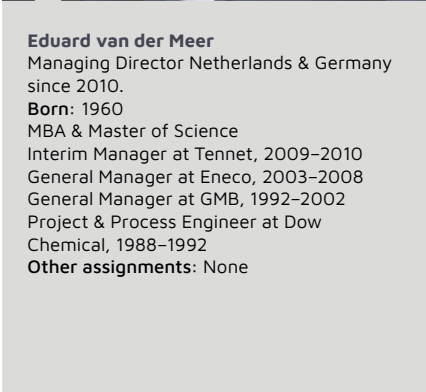 Eduard van der Meer
Managing Director Netherlands & Germany
since 2010.
Born: 1960
MBA & Master of Science
Interim Manager at Tennet, 2009–2010
General Manager at Eneco, 2003–2008
General Manager at GMB, 1992–2002
Project & Process Engineer at Dow
Chemical, 1988–1992
Other assignments: None